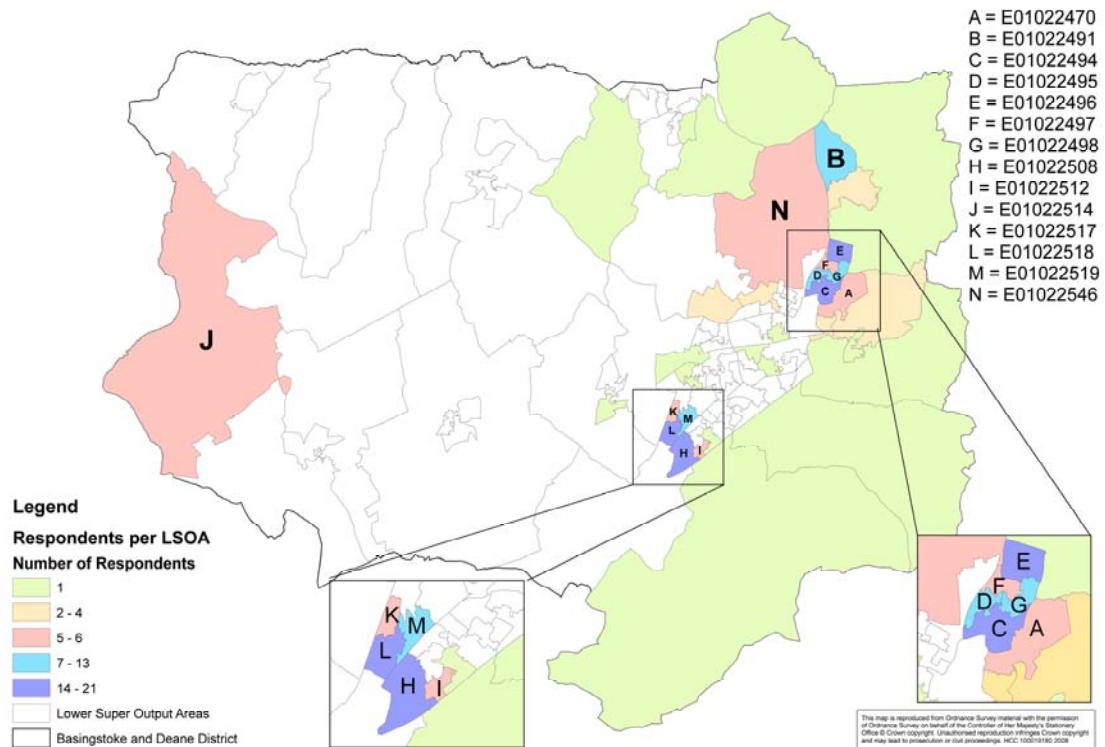 A = E01022470
B = E01022491
C = E01022494
D = E01022495
E = E01022496
F = E01022497
G = E01022498
H = E01022508
I = E01022512
J = E01022514
K = E01022517
L = E01022518
M = E01022519
N = E01022546
B
N
E
F
D
G
C
A
J
K
M
L
H
I
Legend
Respondents per LSOA
Number of Respondents
1
2 - 4
5 - 6
7 - 13
14 - 21
Lower Super Output Areas
Basingstoke and Deane District
K
M
L
H
I
E
F
D
G
C
A
This map is reproduced from Ordnance Survey material with the permission
of Ordnance Survey on behalf of the Controller of Her Majesty's Stationery
Office © Crown copyright. Unauthorised reproduction infringes Crown copyright
and may lead to prosecution or civil proceedings. HCC 100019180 2008